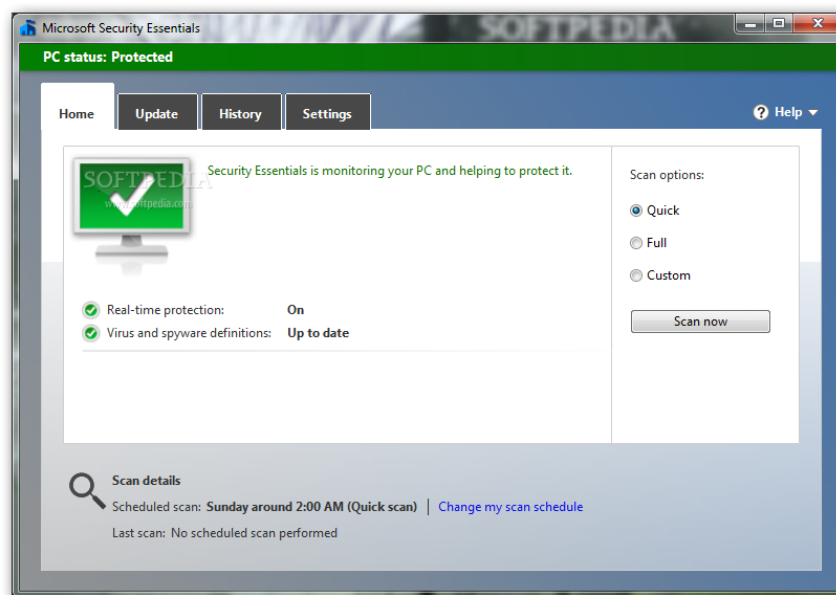 SOFTPEDIA
Microsoft Security Essentials
PC status: Protected
Home
Update
History
Settings
? Help
SOFTPEDIA
www.softpedia.com
Security Essentials is monitoring your PC and helping to protect it.
Real-time protection: On
Virus and spyware definitions: Up to date
Scan options:
Quick
Full
Custom
Scan now
Scan details
Scheduled scan: Sunday around 2:00 AM (Quick scan) | Change my scan schedule
Last scan: No scheduled scan performed